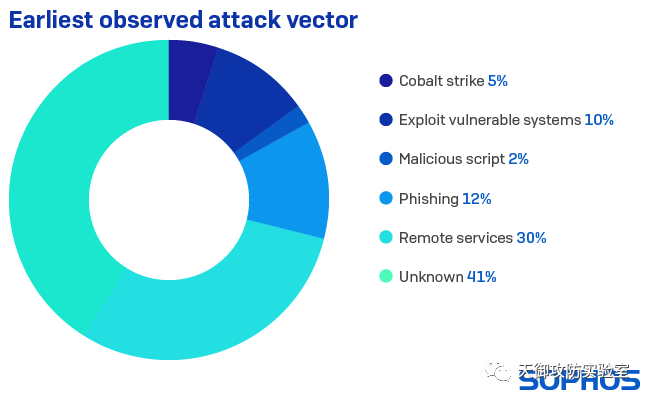 Earliest observed attack vector
Cobalt strike 5%
Exploit vulnerable systems 10%
Malicious script 2%
Phishing 12%
Remote services 30%
Unknown 41%
天御攻防实验室
SOPHOS